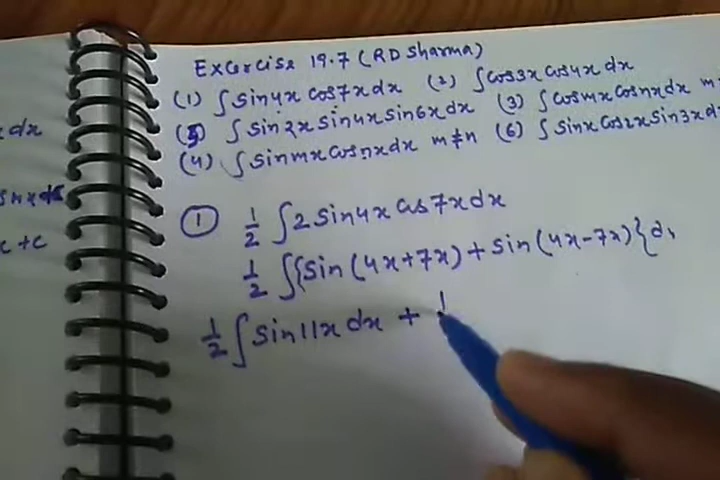 Exercise 19.7 (RD Sharma)
(1) ∫sin4x cos7x dx (2) ∫cos3x cos4x dx
(5) ∫sin2x sin4x sin6x dx (3) ∫cosmx cosnx dx m
(4) ∫sinmx cosnx dx m≠n (6) ∫sinx cos2x sin3x d
x dx
x + c
① 1/2 ∫2 sin4x cos7x dx
1/2 ∫{sin(4x+7x) + sin(4x-7x)}d
1/2 ∫sin11x dx + 1